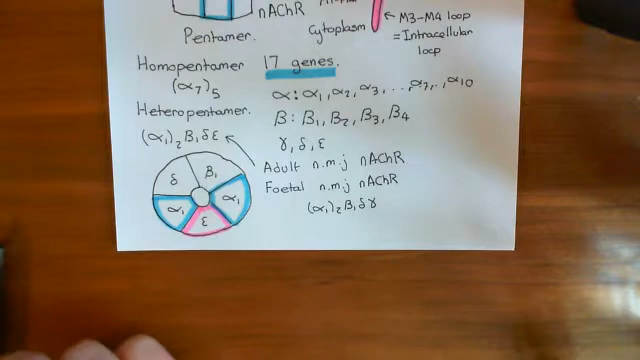 nAChR
Pentamer.
Cytoplasm
M3-M4 loop
= Intracellular
loop
Homopentamer
(α7)5
Heteropentamer.
(α1)2 β1 δ ε
δ
β1
α1
α1
ε
17 genes.
α: α1, α2, α3, ..., α7, .., α10
β: β1, β2, β3, β4
γ, δ, ε
Adult n.m.j nAChR
Foetal n.m.j nAChR
(α1)2 β1 δ γ